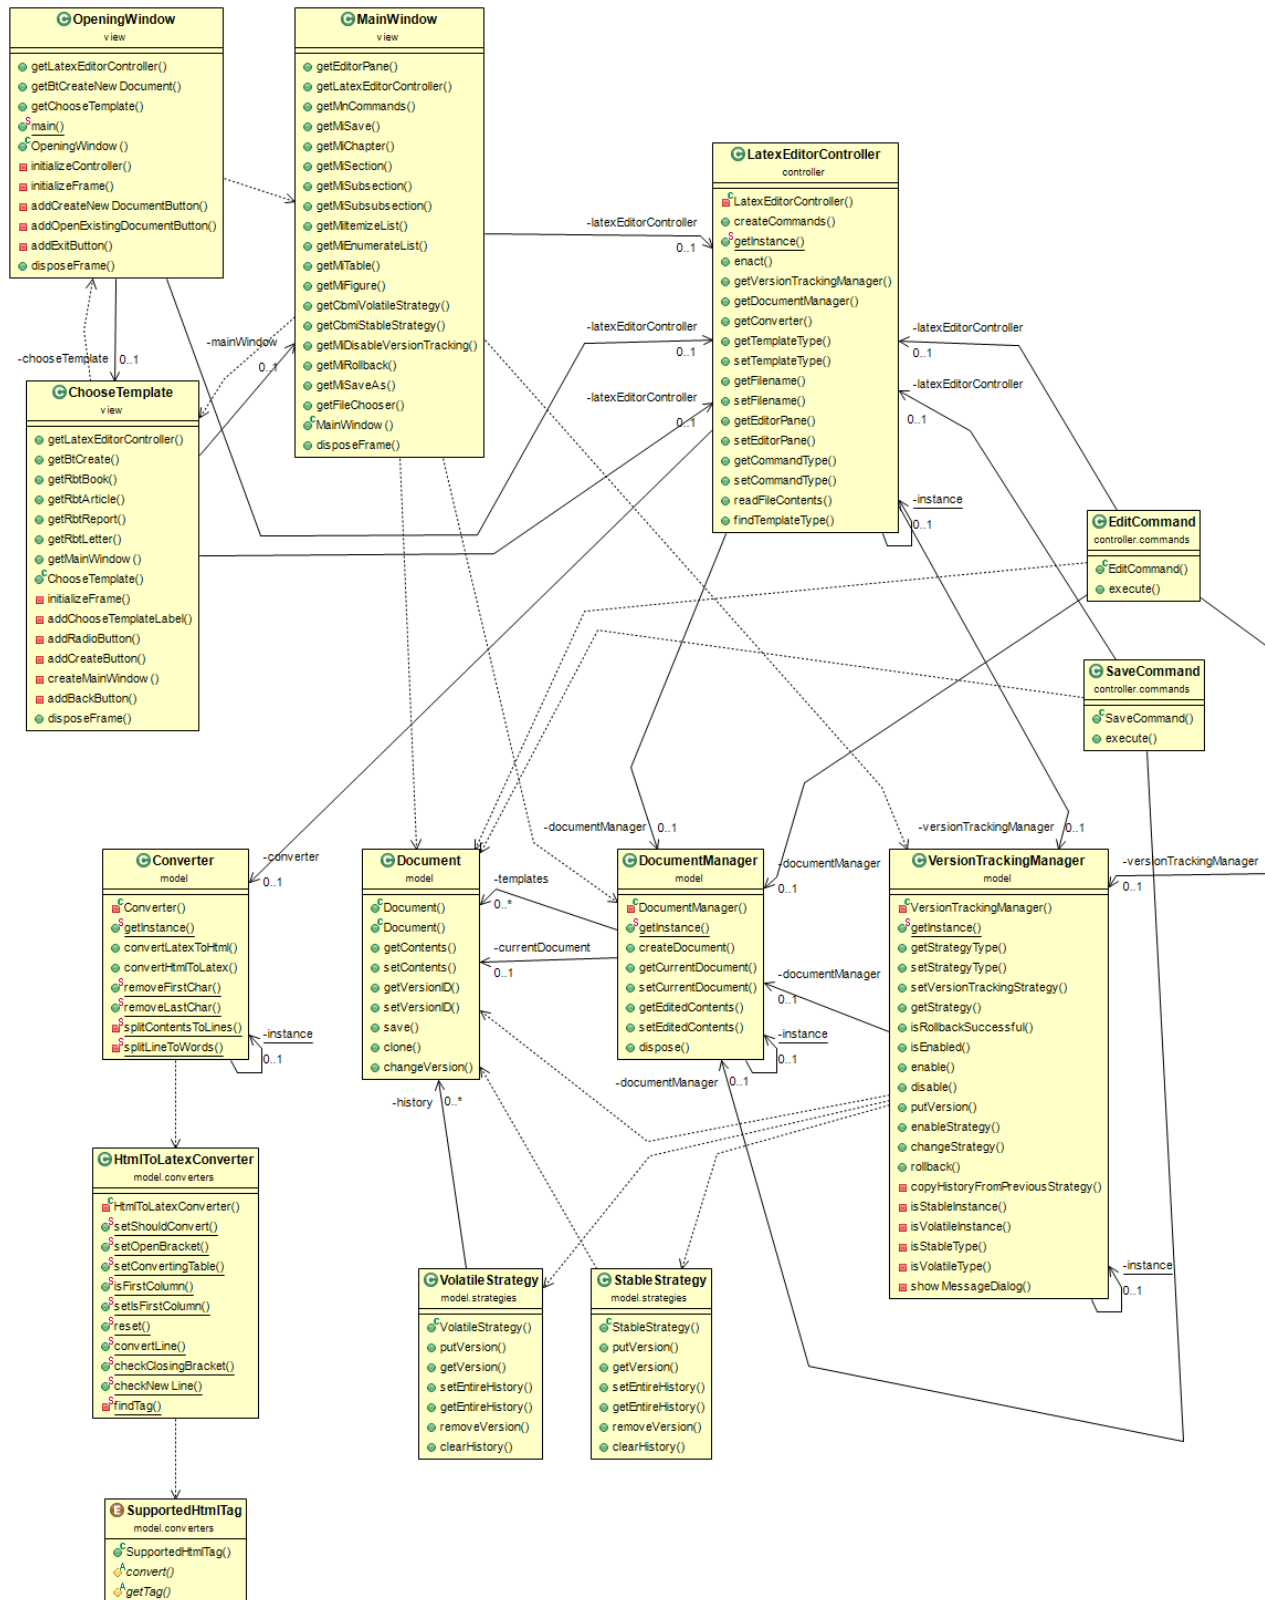 OpeningWindow
view
getLatexEditorController()
getBtCreateNewDocument()
getChooseTemplate()
main()
OpeningWindow()
initializeController()
initializeFrame()
addCreateNewDocumentButton()
addOpenExistingDocumentButton()
addExitButton()
disposeFrame()
MainWindow
view
getEditorPane()
getLatexEditorController()
getMnCommands()
getMiSave()
getMiChapter()
getMiSection()
getMiSubsection()
getMiSubsubsection()
getMiItemizeList()
getMiEnumerateList()
getMiTable()
getMiFigure()
getCbmiVolatileStrategy()
getCbmiStableStrategy()
getMiDisableVersionTracking()
getMiRollback()
getMiSaveAs()
getFileChooser()
MainWindow()
disposeFrame()
LatexEditorController
controller
LatexEditorController()
createCommands()
getInstance()
enact()
getVersionTrackingManager()
getDocumentManager()
getConverter()
getTemplateType()
setTemplateType()
getFilename()
setFilename()
getEditorPane()
setEditorPane()
getCommandType()
setCommandType()
readFileContents()
findTemplateType()
-latexEditorController
0..1
-latexEditorController
0..1
-latexEditorController
0..1
-latexEditorController
0..1
-latexEditorController
0..1
-instance
0..1
-chooseTemplate
0..1
-mainWindow
0..1
ChooseTemplate
view
getLatexEditorController()
getBtCreate()
getRbtBook()
getRbtArticle()
getRbtReport()
getRbtLetter()
getMainWindow()
ChooseTemplate()
initializeFrame()
addChooseTemplateLabel()
addRadioButton()
addCreateButton()
createMainWindow()
addBackButton()
disposeFrame()
EditCommand
controller.commands
EditCommand()
execute()
SaveCommand
controller.commands
SaveCommand()
execute()
-documentManager
0..1
-versionTrackingManager
0..1
Converter
model
Converter()
getInstance()
convertLatexToHtml()
convertHtmlToLatex()
removeFirstChar()
removeLastChar()
splitContentsToLines()
splitLineToWords()
-converter
0..1
-instance
0..1
Document
model
Document()
Document()
getContents()
setContents()
getVersionID()
setVersionID()
save()
clone()
changeVersion()
-templates
0..*
-currentDocument
0..1
DocumentManager
model
DocumentManager()
getInstance()
createDocument()
getCurrentDocument()
setCurrentDocument()
getEditedContents()
setEditedContents()
dispose()
-documentManager
0..1
-documentManager
0..1
-instance
0..1
-documentManager
0..1
VersionTrackingManager
model
VersionTrackingManager()
getInstance()
getStrategyType()
setStrategyType()
setVersionTrackingStrategy()
getStrategy()
isRollbackSuccessful()
isEnabled()
enable()
disable()
putVersion()
enableStrategy()
changeStrategy()
rollback()
copyHistoryFromPreviousStrategy()
isStableInstance()
isVolatileInstance()
isStableType()
isVolatileType()
showMessageDialog()
-versionTrackingManager
0..1
-instance
0..1
-history
0..*
HtmlToLatexConverter
model.converters
HtmlToLatexConverter()
setShouldConvert()
setOpenBracket()
setConvertingTable()
isFirstColumn()
setIsFirstColumn()
reset()
convertLine()
checkClosingBracket()
checkNewLine()
findTag()
VolatileStrategy
model.strategies
VolatileStrategy()
putVersion()
getVersion()
setEntireHistory()
getEntireHistory()
removeVersion()
clearHistory()
StableStrategy
model.strategies
StableStrategy()
putVersion()
getVersion()
setEntireHistory()
getEntireHistory()
removeVersion()
clearHistory()
SupportedHtmlTag
model.converters
SupportedHtmlTag()
convert()
getTag()